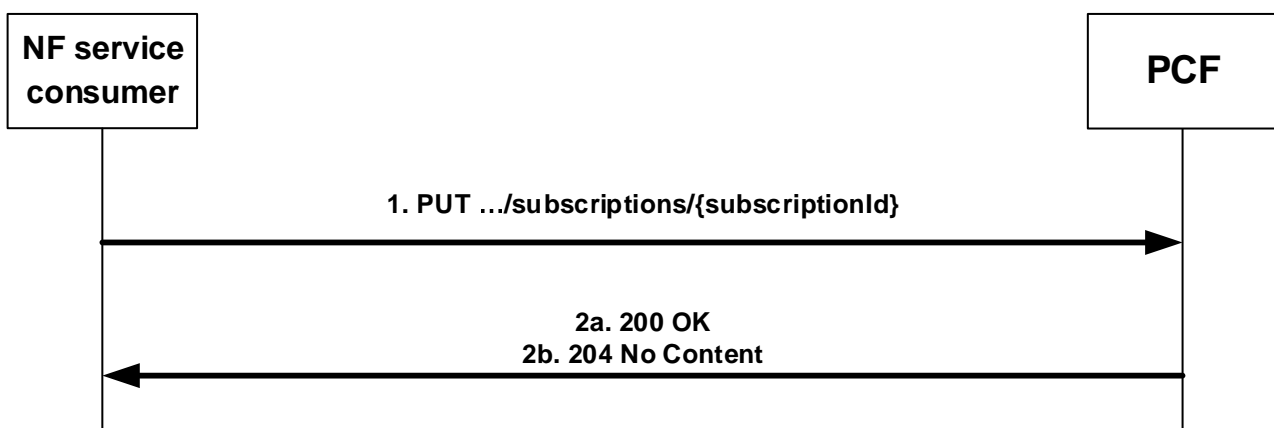 NF service
consumer
PCF
1. PUT …/subscriptions/{subscriptionId}
2a. 200 OK
2b. 204 No Content